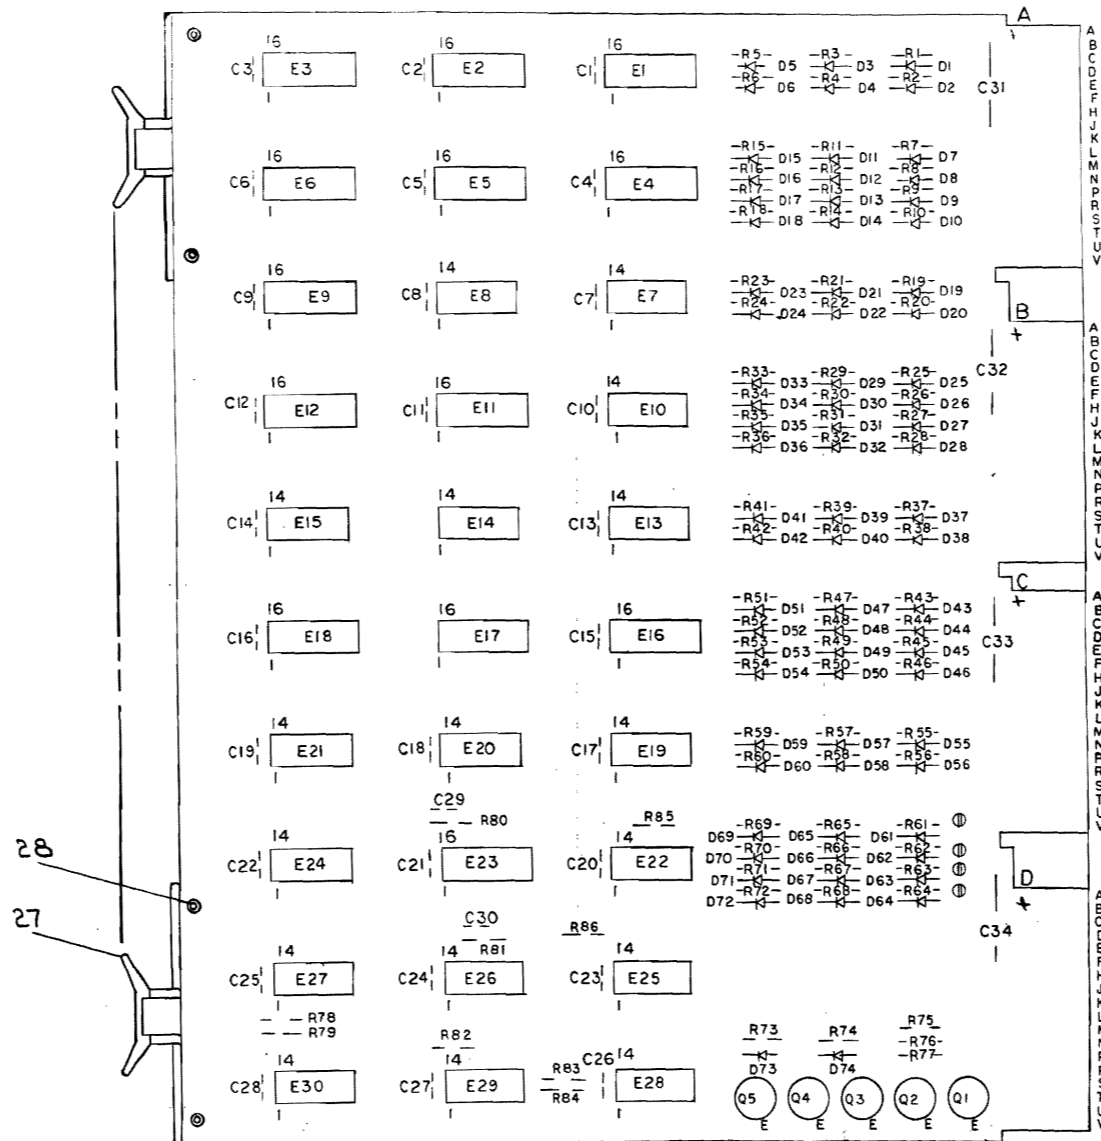 A
16 16 16 -R5- -R3- -R1- A
C3 E3 C2 E2 C1 E1 D5 D3 D1 B
-R6- -R4- -R2- C
1 1 1 D6 D4 D2 C31 D
E
F
H
J
K
16 16 16 -R15- -R11- -R7- L
D15 D11 D7 M
C6 E6 C5 E5 C4 E4 -R16- -R12- -R8- N
D16 D12 D8 P
-R17- -R13- -R9- R
1 1 1 D17 D13 D9 S
-R18- -R14- -R10- T
D18 D14 D10 U
V
16 14 14 -R23- -R21- -R19-
C9 E9 C8 E8 C7 E7 D23 D21 D19
-R24- -R22- -R20-
1 1 1 D24 D22 D20 B
+
A
B
C
D
E
F
H
J
K
L
M
N
P
R
S
T
U
V
C32
16 16 14 -R33- -R29- -R25-
D33 D29 D25
C12 E12 C11 E11 C10 E10 -R34- -R30- -R26-
D34 D30 D26
-R35- -R31- -R27-
1 1 1 D35 D31 D27
-R36- -R32- -R28-
D36 D32 D28
14 14 14 -R41- -R39- -R37-
C14 E15 E14 C13 E13 D41 D39 D37
-R42- -R40- -R38-
1 1 1 D42 D40 D38
C
+
A
B
C
D
E
F
H
J
K
L
M
N
P
R
S
T
U
V
16 16 16 -R51- -R47- -R43-
D51 D47 D43
C16 E18 E17 C15 E16 -R52- -R48- -R44-
D52 D48 D44 C33
-R53- -R49- -R45-
1 1 1 D53 D49 D45
-R54- -R50- -R46-
D54 D50 D46
14 14 14 -R59- -R57- -R55-
C19 E21 C18 E20 C17 E19 D59 D57 D55
-R60- -R58- -R56-
1 1 1 D60 D58 D56
C29
R80 R85
14 16 14 -R69- -R65- -R61-
D69 D65 D61
28 C22 E24 C21 E23 C20 E22 -R70- -R66- -R62-
D70 D66 D62
-R71- -R67- -R63-
1 1 1 D71 D67 D63 D
-R72- -R68- -R64-
D72 D68 D64 +
27 C30 R86 C34
14 14 R81 14
C25 E27 C24 E26 C23 E25
1 1 1
R78
R79 R82 R73 R74 R75
R76
14 14 C26 14 R77
R83 D73 D74
C28 E30 C27 E29 R84 E28
1 1 1 Q5 Q4 Q3 Q2 Q1
E E E E E